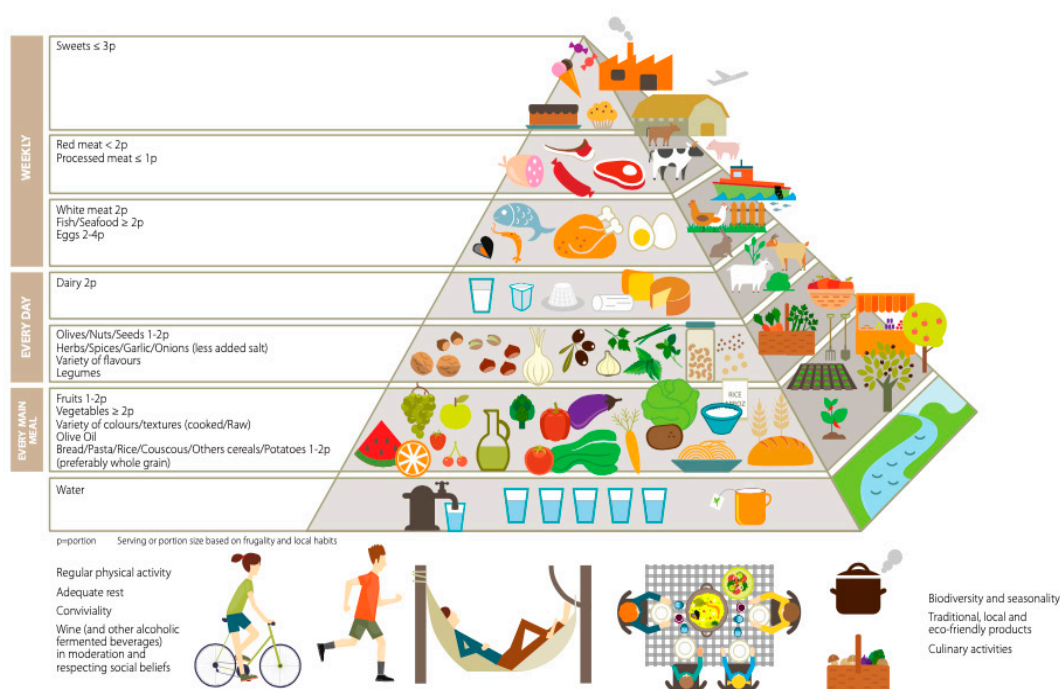 WEEKLY
Sweets ≤ 3p
Red meat < 2p
Processed meat ≤ 1p
White meat 2p
Fish/Seafood ≥ 2p
Eggs 2-4p
EVERY DAY
Dairy 2p
Olives/Nuts/Seeds 1-2p
Herbs/Spices/Garlic/Onions (less added salt)
Variety of flavours
Legumes
EVERY MAIN
MEAL
Fruits 1-2p
Vegetables ≥ 2p
Variety of colours/textures (cooked/Raw)
Olive Oil
Bread/Pasta/Rice/Couscous/Others cereals/Potatoes 1-2p
(preferably whole grain)
RICE
Water
p=portion Serving or portion size based on frugality and local habits
Regular physical activity
Adequate rest
Conviviality
Wine (and other alcoholic
fermented beverages)
in moderation and
respecting social beliefs
Biodiversity and seasonality
Traditional, local and
eco-friendly products
Culinary activities